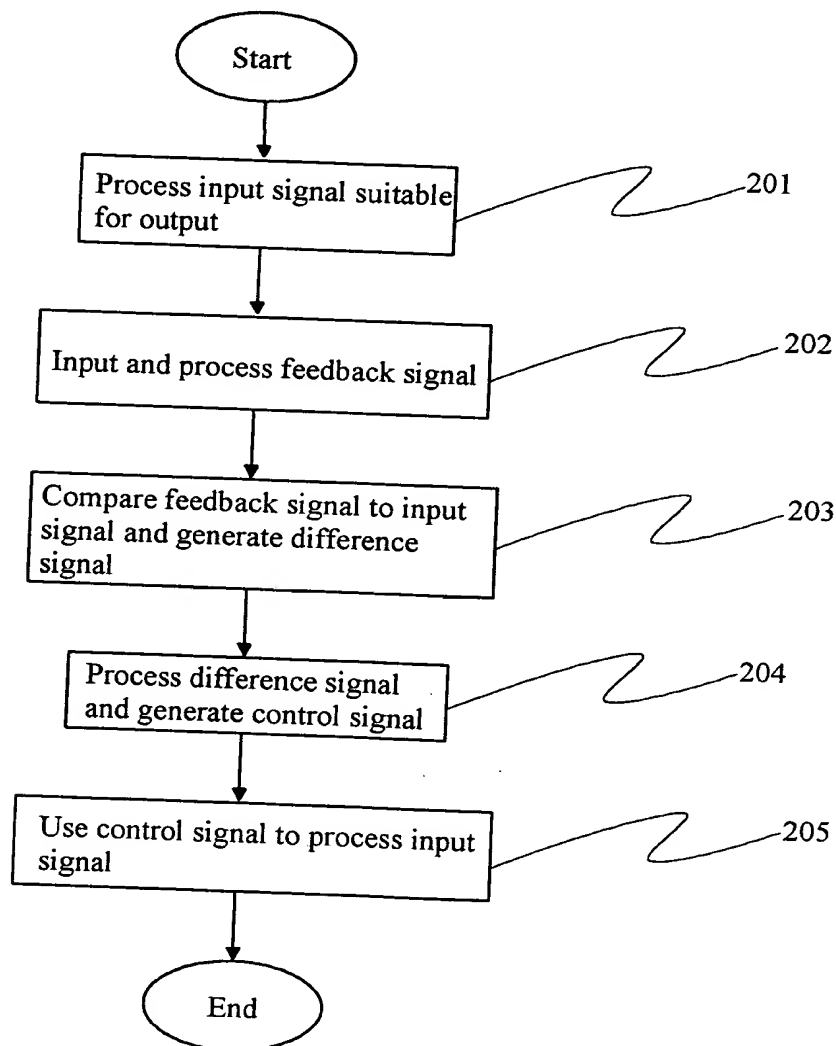 Start
Process input signal suitable
for output
201
Input and process feedback signal
202
Compare feedback signal to input
signal and generate difference
signal
203
Process difference signal
and generate control signal
204
Use control signal to process input
signal
205
End